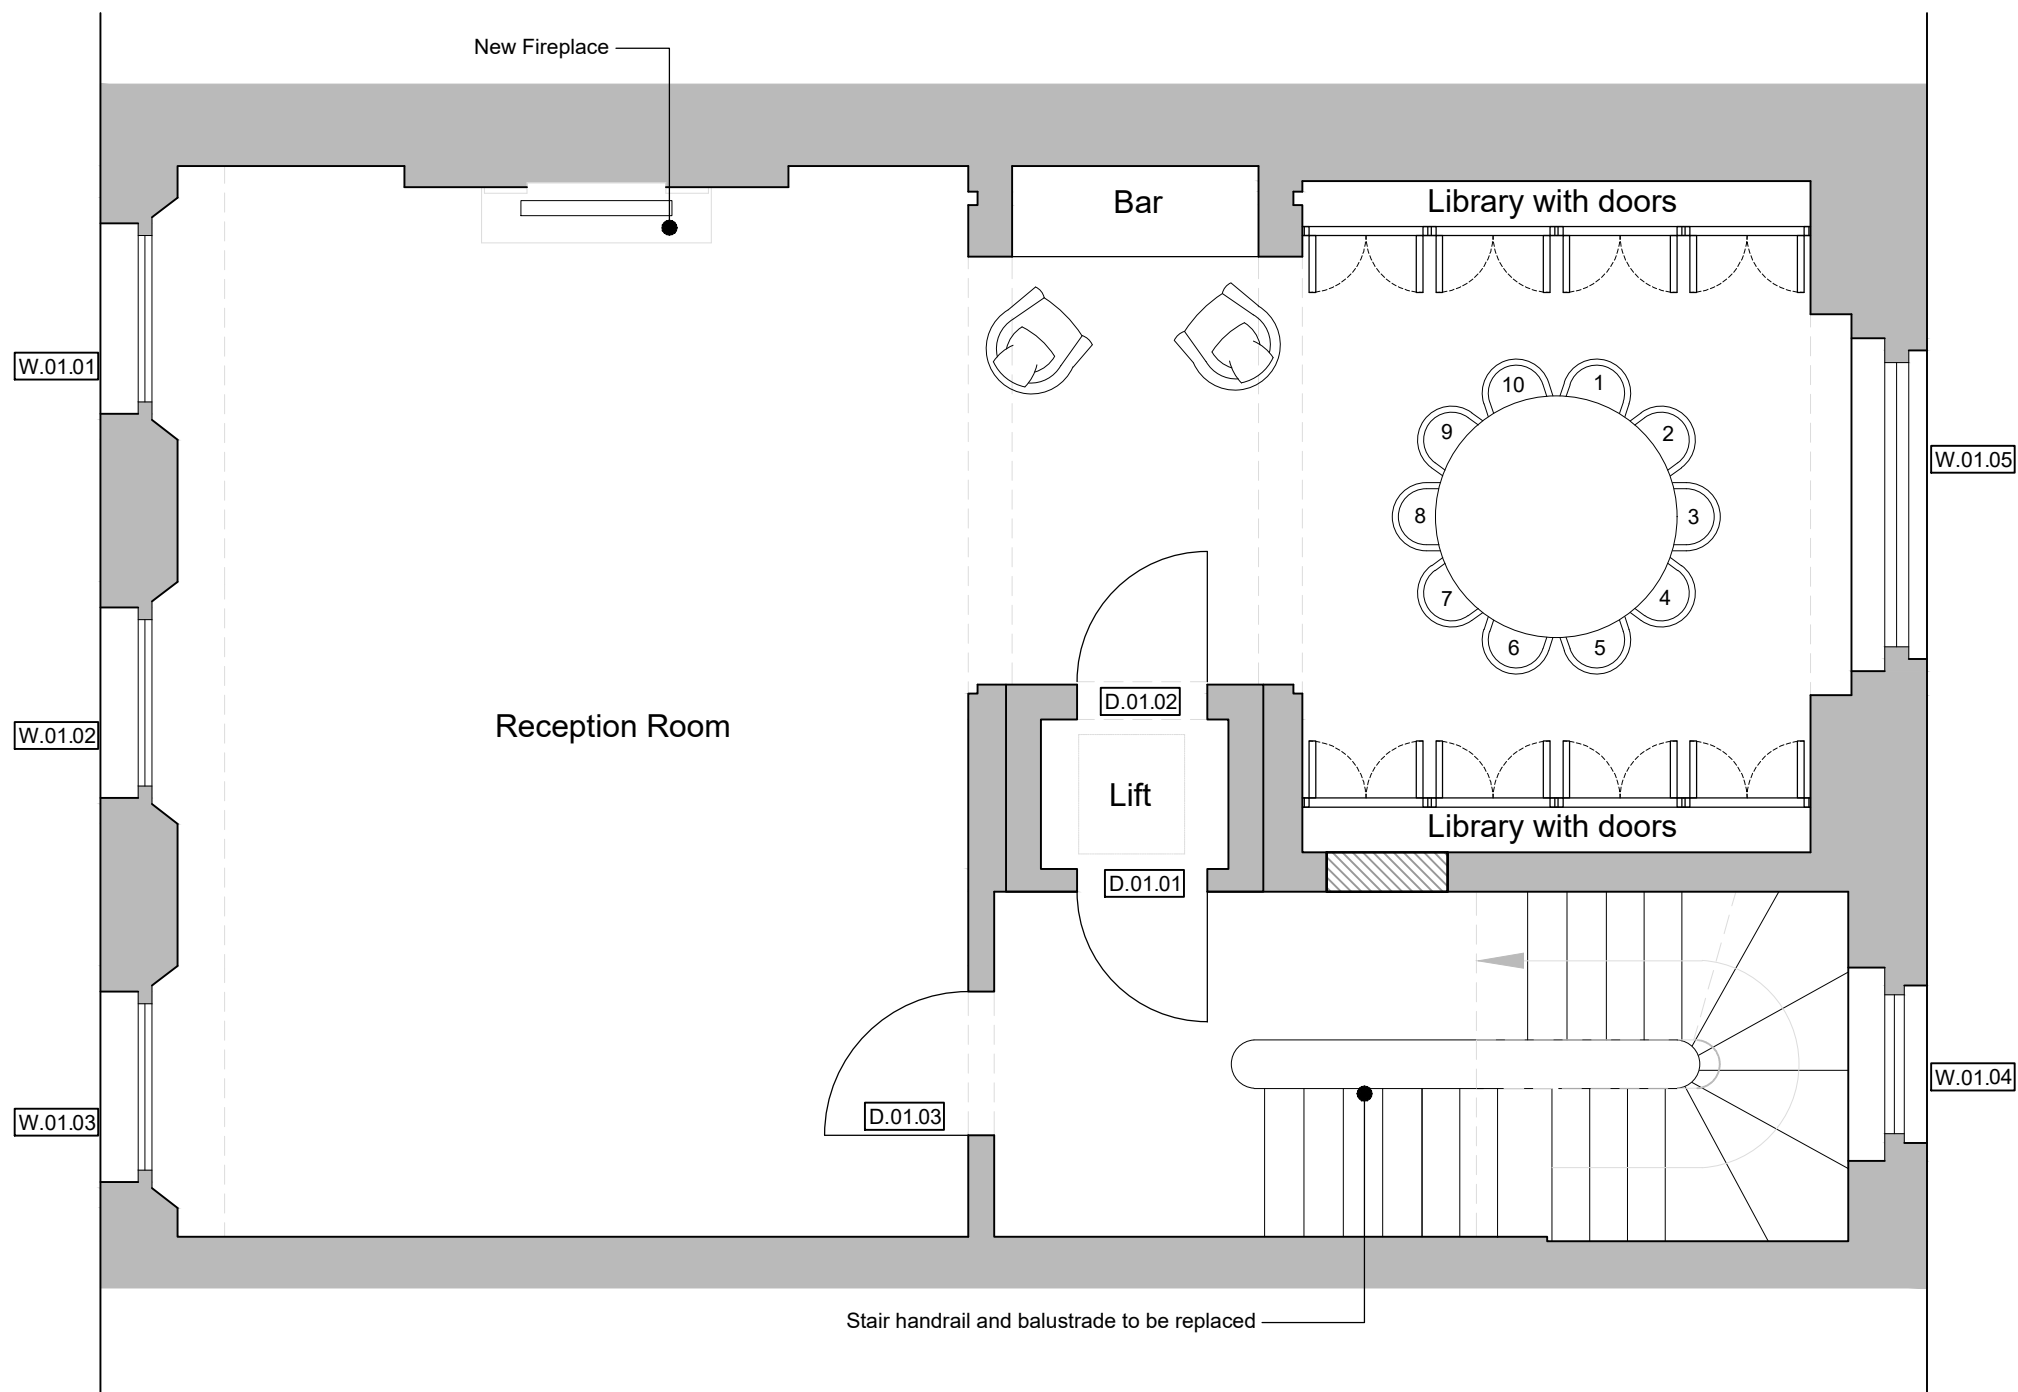 New Fireplace
Bar
Library with doors
W.01.01
10
1
9
2
W.01.05
8
3
7
4
6
5
D.01.02
Reception Room
W.01.02
Lift
Library with doors
D.01.01
W.01.04
D.01.03
W.01.03
Stair handrail and balustrade to be replaced